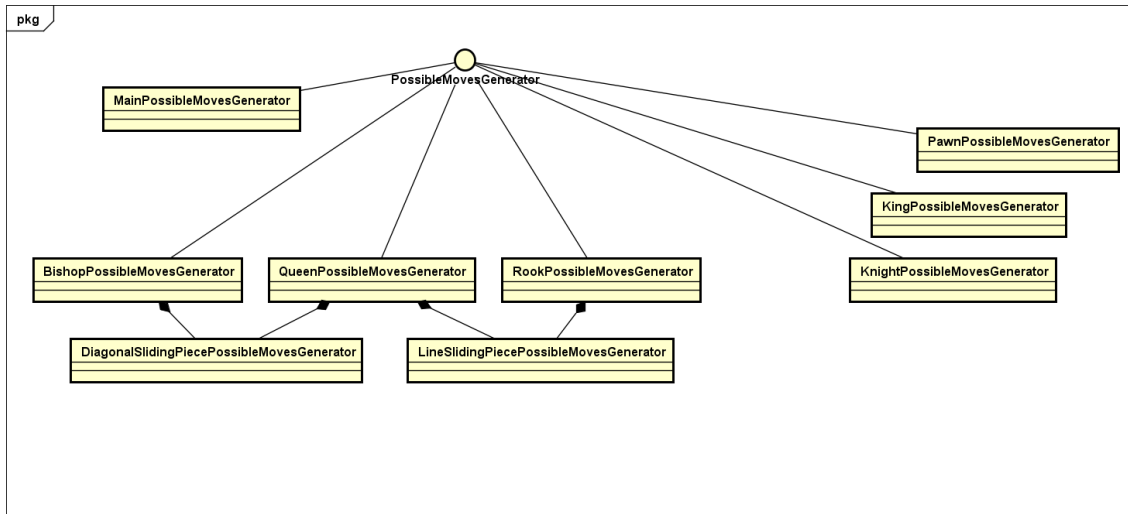 pkg
PossibleMovesGenerator
MainPossibleMovesGenerator
PawnPossibleMovesGenerator
KingPossibleMovesGenerator
BishopPossibleMovesGenerator
QueenPossibleMovesGenerator
RookPossibleMovesGenerator
KnightPossibleMovesGenerator
DiagonalSlidingPiecePossibleMovesGenerator
LineSlidingPiecePossibleMovesGenerator